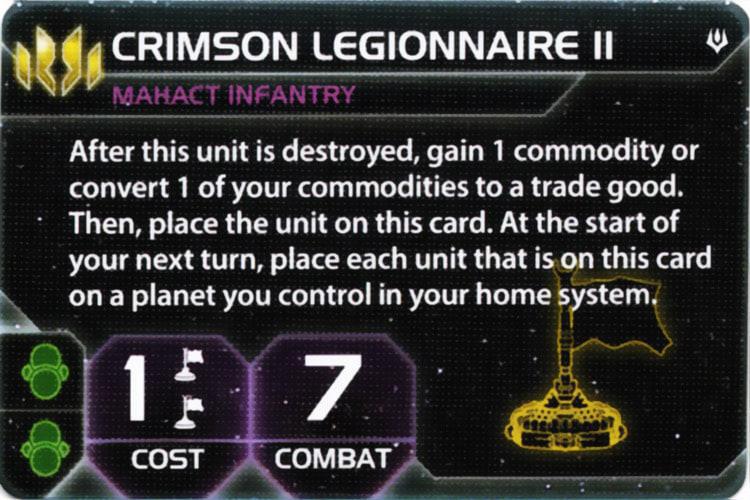 CRIMSON LEGIONNAIRE II
MAHACT INFANTRY
After this unit is destroyed, gain 1 commodity or
convert 1 of your commodities to a trade good.
Then, place the unit on this card. At the start of
your next turn, place each unit that is on this card
on a planet you control in your home system.
1 7
COST COMBAT